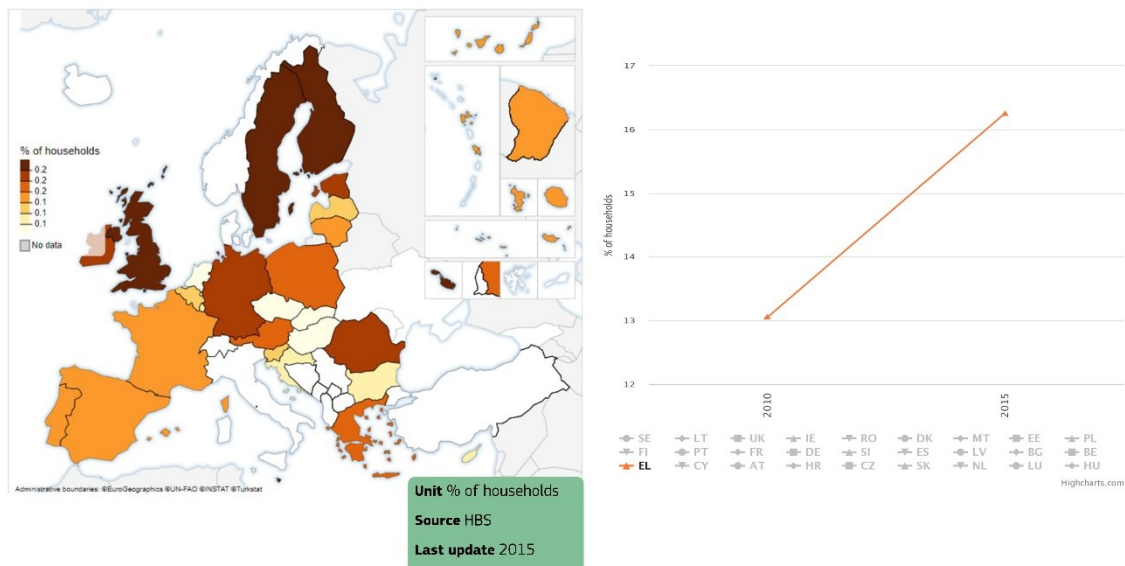 % of households
0.2
0.2
0.2
0.1
0.1
No data
Administrative boundaries: ©EuroGeographics ©UN-FAO ©INSTAT ©Turkstat
Unit % of households
Source HBS
Last update 2015
17
16
15
14
13
12
% of households
2010
2015
SE LT UK IE RO DK MT EE PL
FI PT FR DE SI ES LV BG BE
EL CY AT HR CZ SK NL LU HU
Highcharts.com